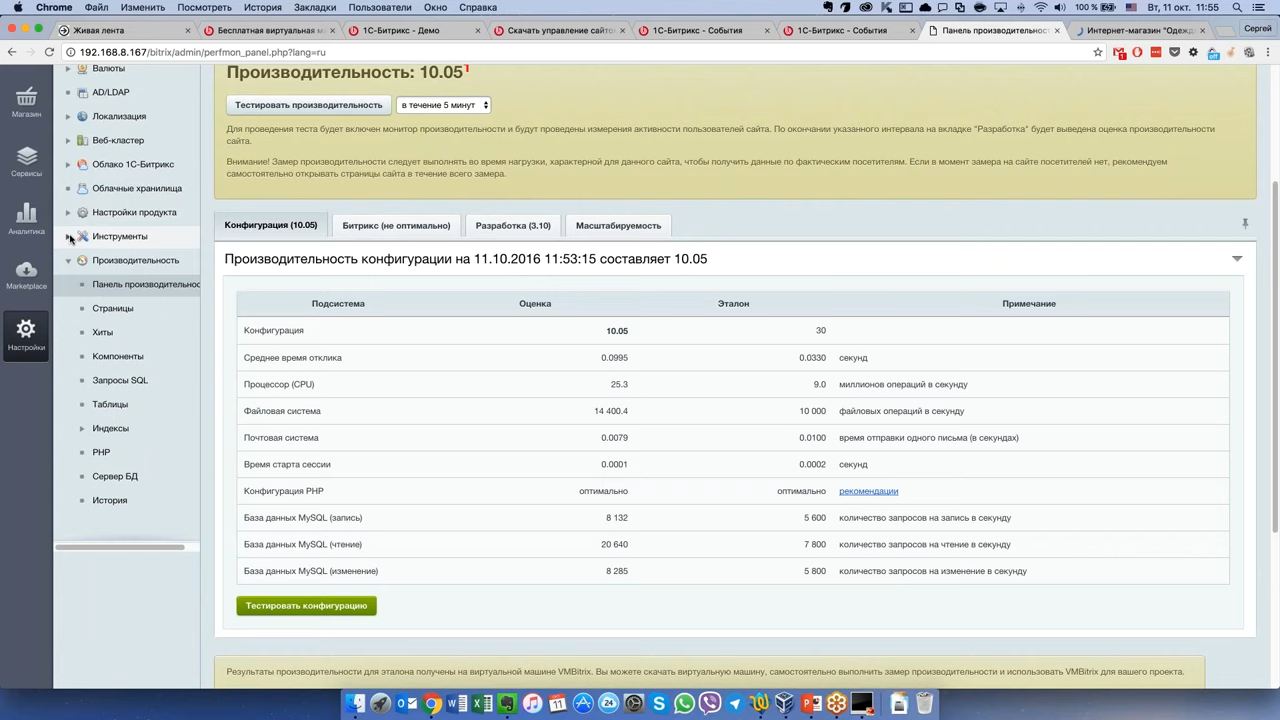 Chrome Файл Изменить Посмотреть История Закладки Пользователи Окно Справка 100 % Вт, 11 окт. 11:55
Живая лента
Бесплатная виртуальная м
1С-Битрикс - Демо
Скачать управление сайто
1С-Битрикс - События
1С-Битрикс - События
Панель производительнос
Интернет-магазин "Одеж
Сергей
192.168.8.167/bitrix/admin/perfmon_panel.php?lang=ru
Магазин
Сервисы
Аналитика
Marketplace
Настройки
Валюты
AD/LDAP
Локализация
Веб-кластер
Облако 1С-Битрикс
Облачные хранилища
Настройки продукта
Инструменты
Производительность
Панель производительнос
Страницы
Хиты
Компоненты
Запросы SQL
Таблицы
Индексы
PHP
Сервер БД
История
Производительность: 10.05¹
Тестировать производительность в течение 5 минут
Для проведения теста будет включен монитор производительности и будут проведены измерения активности пользователей сайта. По окончании указанного интервала на вкладке "Разработка" будет выведена оценка производительности
сайта.
Внимание! Замер производительности следует выполнять во время нагрузки, характерной для данного сайта, чтобы получить данные по фактическим посетителям. Если в момент замера на сайте посетителей нет, рекомендуем
самостоятельно открывать страницы сайта в течение всего замера.
Конфигурация (10.05) Битрикс (не оптимально) Разработка (3.10) Масштабируемость
Производительность конфигурации на 11.10.2016 11:53:15 составляет 10.05
Подсистема Оценка Эталон Примечание
Конфигурация 10.05 30
Среднее время отклика 0.0995 0.0330 секунд
Процессор (CPU) 25.3 9.0 миллионов операций в секунду
Файловая система 14 400.4 10 000 файловых операций в секунду
Почтовая система 0.0079 0.0100 время отправки одного письма (в секундах)
Время старта сессии 0.0001 0.0002 секунд
Конфигурация PHP оптимально оптимально рекомендации
База данных MySQL (запись) 8 132 5 600 количество запросов на запись в секунду
База данных MySQL (чтение) 20 640 7 800 количество запросов на чтение в секунду
База данных MySQL (изменение) 8 285 5 800 количество запросов на изменение в секунду
Тестировать конфигурацию
Результаты производительности для эталона получены на виртуальной машине VMBitrix. Вы можете скачать виртуальную машину, самостоятельно выполнить замер производительности и использовать VMBitrix для вашего проекта.